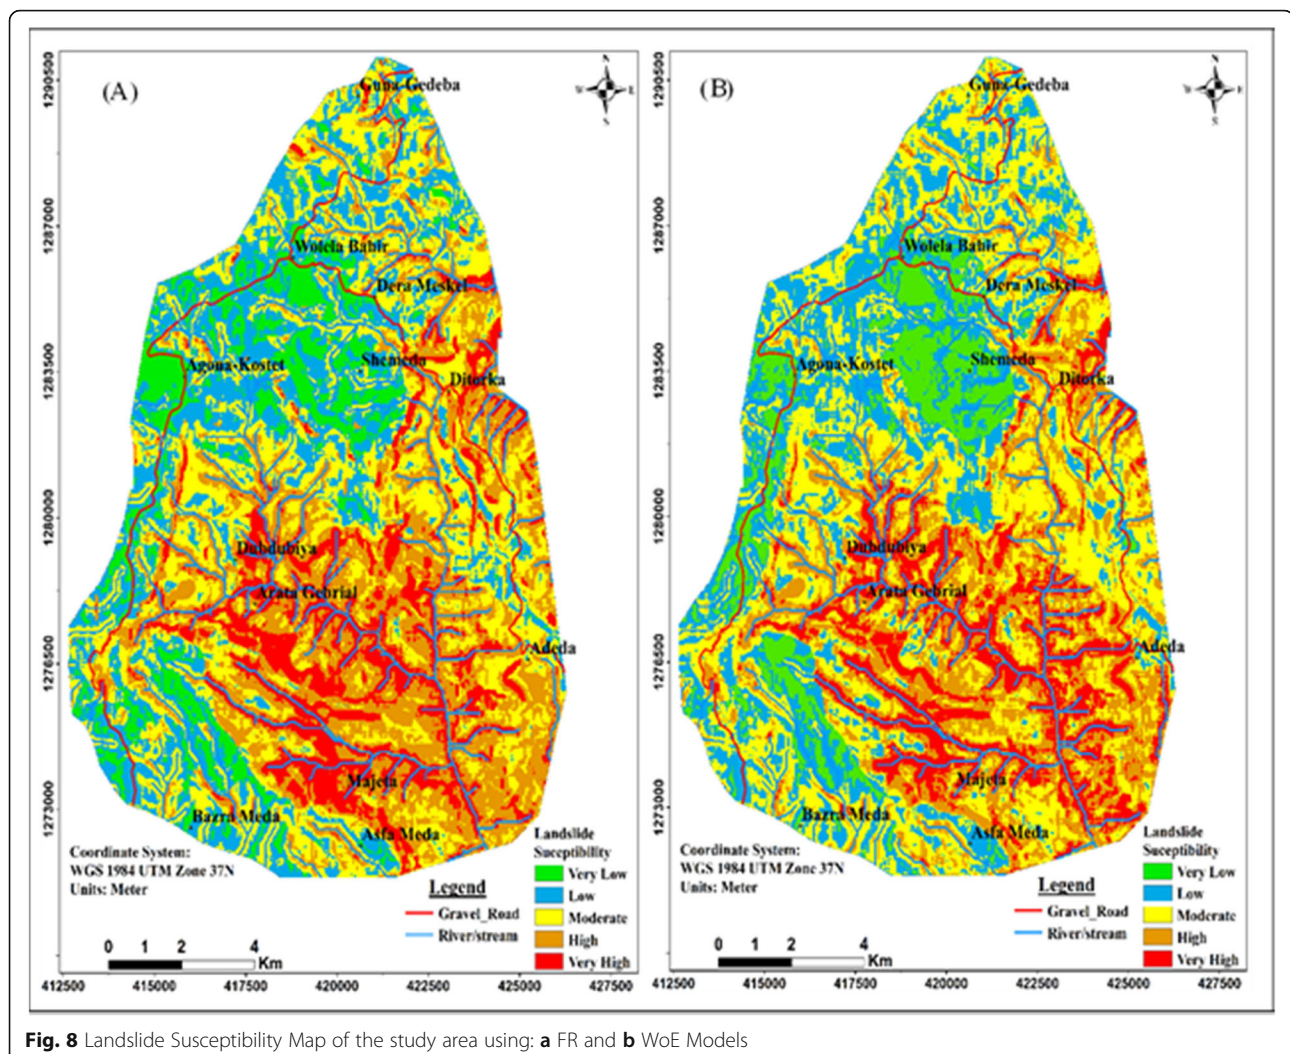 (A)
N
W E
S
1290500
1287000
1283500
1280000
1276500
1273000
Guna-Gedeba
Wolela Bahir
Dera Meskel
Agona-Kostet
Shemeda
Ditorka
Dubdubiya
Arata Gebrial
Adeda
Majeta
Bazra Meda
Asfa Meda
Coordinate System:
WGS 1984 UTM Zone 37N
Units: Meter
Legend
Gravel_Road
River/stream
Landslide
Suceptibility
Very Low
Low
Moderate
High
Very High
0 1 2 4
Km
412500 415000 417500 420000 422500 425000 427500
(B)
N
W E
S
1290500
1287000
1283500
1280000
1276500
1273000
Guna-Gedeba
Wolela Bahir
Dera Meskel
Agona-Kostet
Shemeda
Ditorka
Dubdubiya
Arata Gebrial
Adeda
Majeta
Bazra Meda
Asfa Meda
Coordinate System:
WGS 1984 UTM Zone 37N
Units: Meter
Legend
Gravel_Road
River/stream
Landslide
Suceptibility
Very Low
Low
Moderate
High
Very High
0 1 2 4
Km
412500 415000 417500 420000 422500 425000 427500
Fig. 8 Landslide Susceptibility Map of the study area using: a FR and b WoE Models